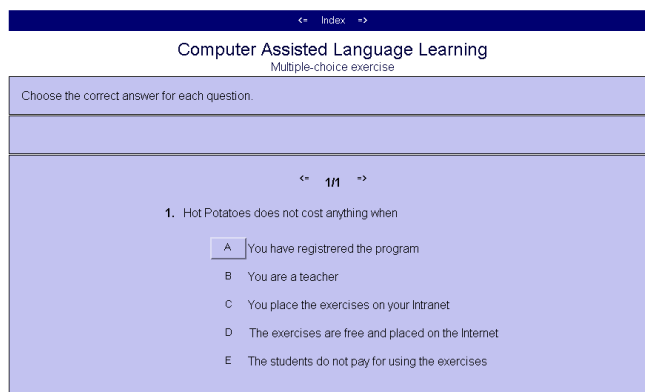 <= Index =>
Computer Assisted Language Learning
Multiple-choice exercise
Choose the correct answer for each question.
<= 1/1 =>
1. Hot Potatoes does not cost anything when
A You have registrered the program
B You are a teacher
C You place the exercises on your Intranet
D The exercises are free and placed on the Internet
E The students do not pay for using the exercises